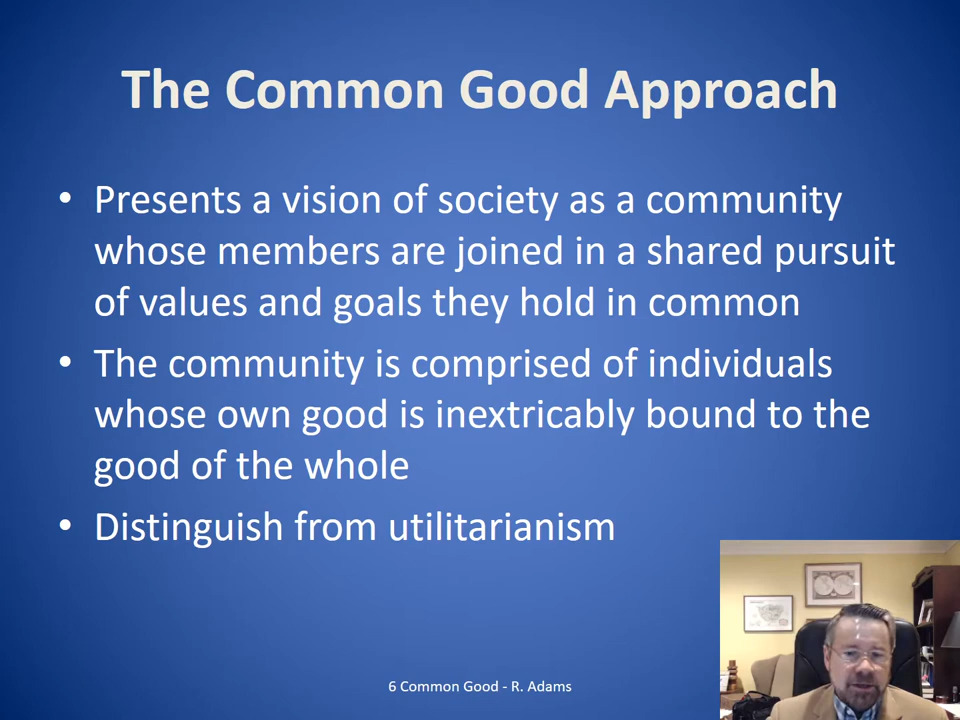 The Common Good Approach
• Presents a vision of society as a community
whose members are joined in a shared pursuit
of values and goals they hold in common
• The community is comprised of individuals
whose own good is inextricably bound to the
good of the whole
• Distinguish from utilitarianism
6 Common Good - R. Adams